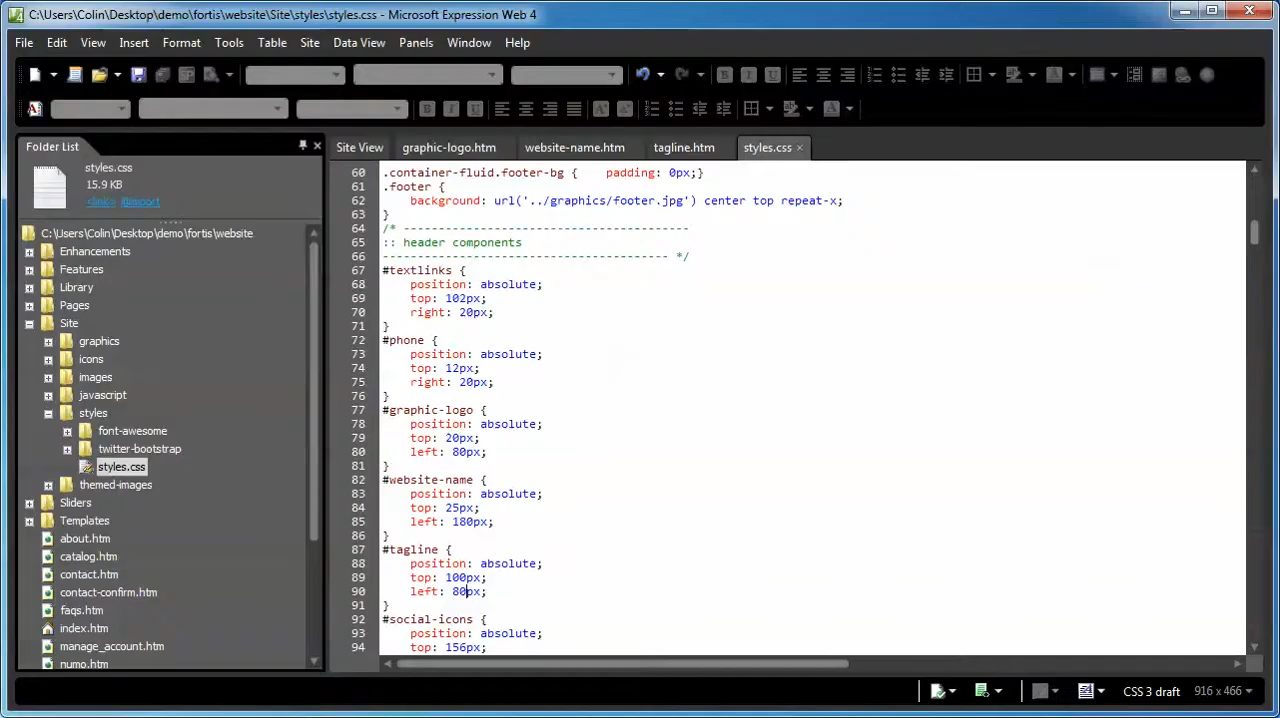 C:\Users\Colin\Desktop\demo\fortis\website\Site\styles\styles.css - Microsoft Expression Web 4
File Edit View Insert Format Tools Table Site Data View Panels Window Help
Folder List
styles.css
15.9 KB
<link> @import
C:\Users\Colin\Desktop\demo\fortis\website
Enhancements
Features
Library
Pages
Site
graphics
icons
images
javascript
styles
font-awesome
twitter-bootstrap
styles.css
themed-images
Sliders
Templates
about.htm
catalog.htm
contact.htm
contact-confirm.htm
faqs.htm
index.htm
manage_account.htm
numo.htm
Site View graphic-logo.htm website-name.htm tagline.htm styles.css ×
60 .container-fluid.footer-bg {    padding: 0px;}
61 .footer {
62     background: url('../graphics/footer.jpg') center top repeat-x;
63 }
64 /* -----------------------------------------
65 :: header components
66 ----------------------------------------- */
67 #textlinks {
68     position: absolute;
69     top: 102px;
70     right: 20px;
71 }
72 #phone {
73     position: absolute;
74     top: 12px;
75     right: 20px;
76 }
77 #graphic-logo {
78     position: absolute;
79     top: 20px;
80     left: 80px;
81 }
82 #website-name {
83     position: absolute;
84     top: 25px;
85     left: 180px;
86 }
87 #tagline {
88     position: absolute;
89     top: 100px;
90     left: 80px;
91 }
92 #social-icons {
93     position: absolute;
94     top: 156px;
CSS 3 draft 916 x 466